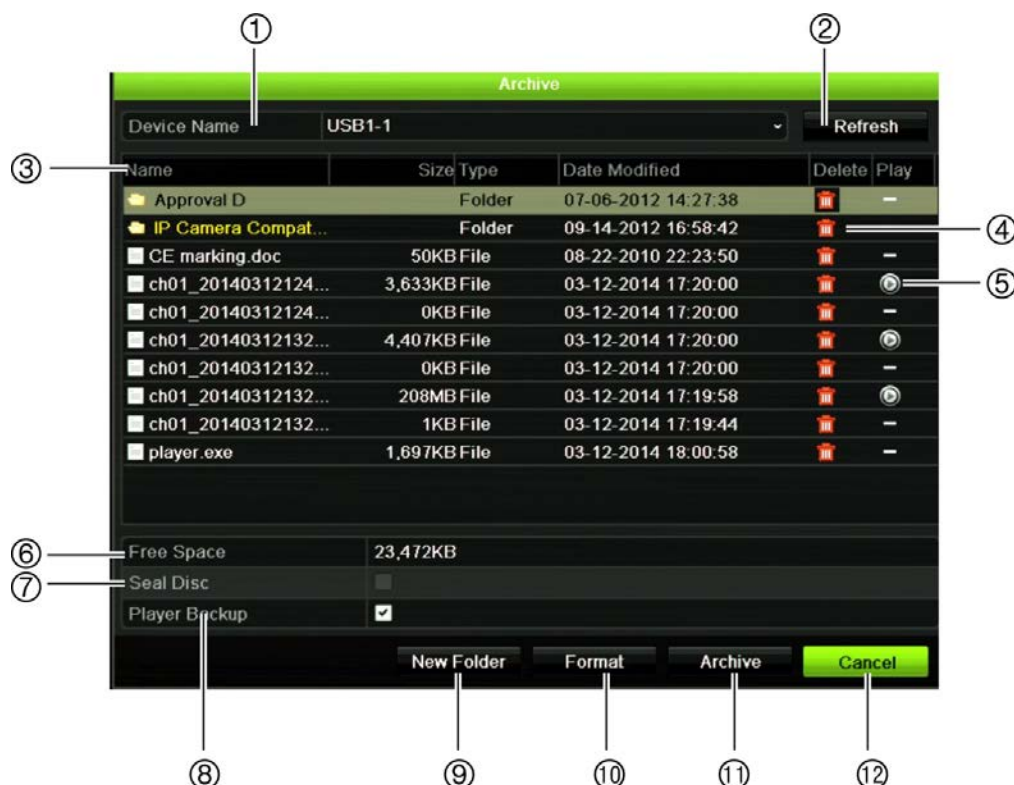 ① ②
Archive
Device Name USB1-1 Refresh
③ Name Size Type Date Modified Delete Play
Approval D Folder 07-06-2012 14:27:38 –
IP Camera Compat... Folder 09-14-2012 16:58:42 ④
CE marking.doc 50KB File 08-22-2010 22:23:50 –
ch01_20140312124... 3,633KB File 03-12-2014 17:20:00 ⑤
ch01_20140312124... 0KB File 03-12-2014 17:20:00 –
ch01_20140312132... 4,407KB File 03-12-2014 17:20:00
ch01_20140312132... 0KB File 03-12-2014 17:20:00 –
ch01_20140312132... 208MB File 03-12-2014 17:19:58
ch01_20140312132... 1KB File 03-12-2014 17:19:44 –
player.exe 1,697KB File 03-12-2014 18:00:58 –
⑥ Free Space 23,472KB
⑦ Seal Disc
Player Backup
New Folder Format Archive Cancel
⑧ ⑨ ⑩ ⑪ ⑫